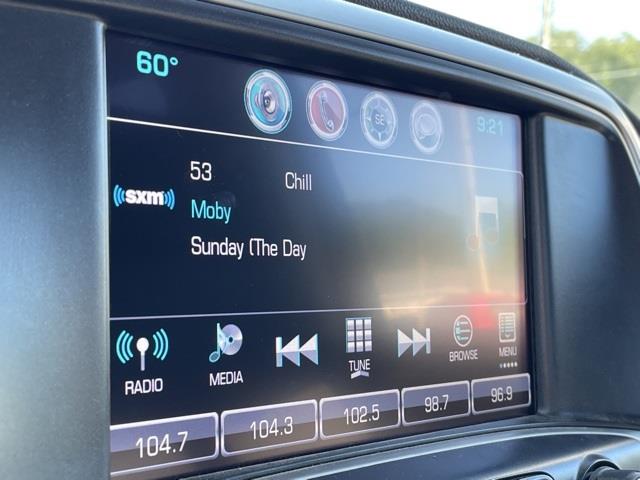 60°
SE
9:21
53 Chill
sxm
Moby
Sunday (The Day
RADIO
MEDIA
TUNE
BROWSE
MENU
104.7 104.3 102.5 98.7 96.9